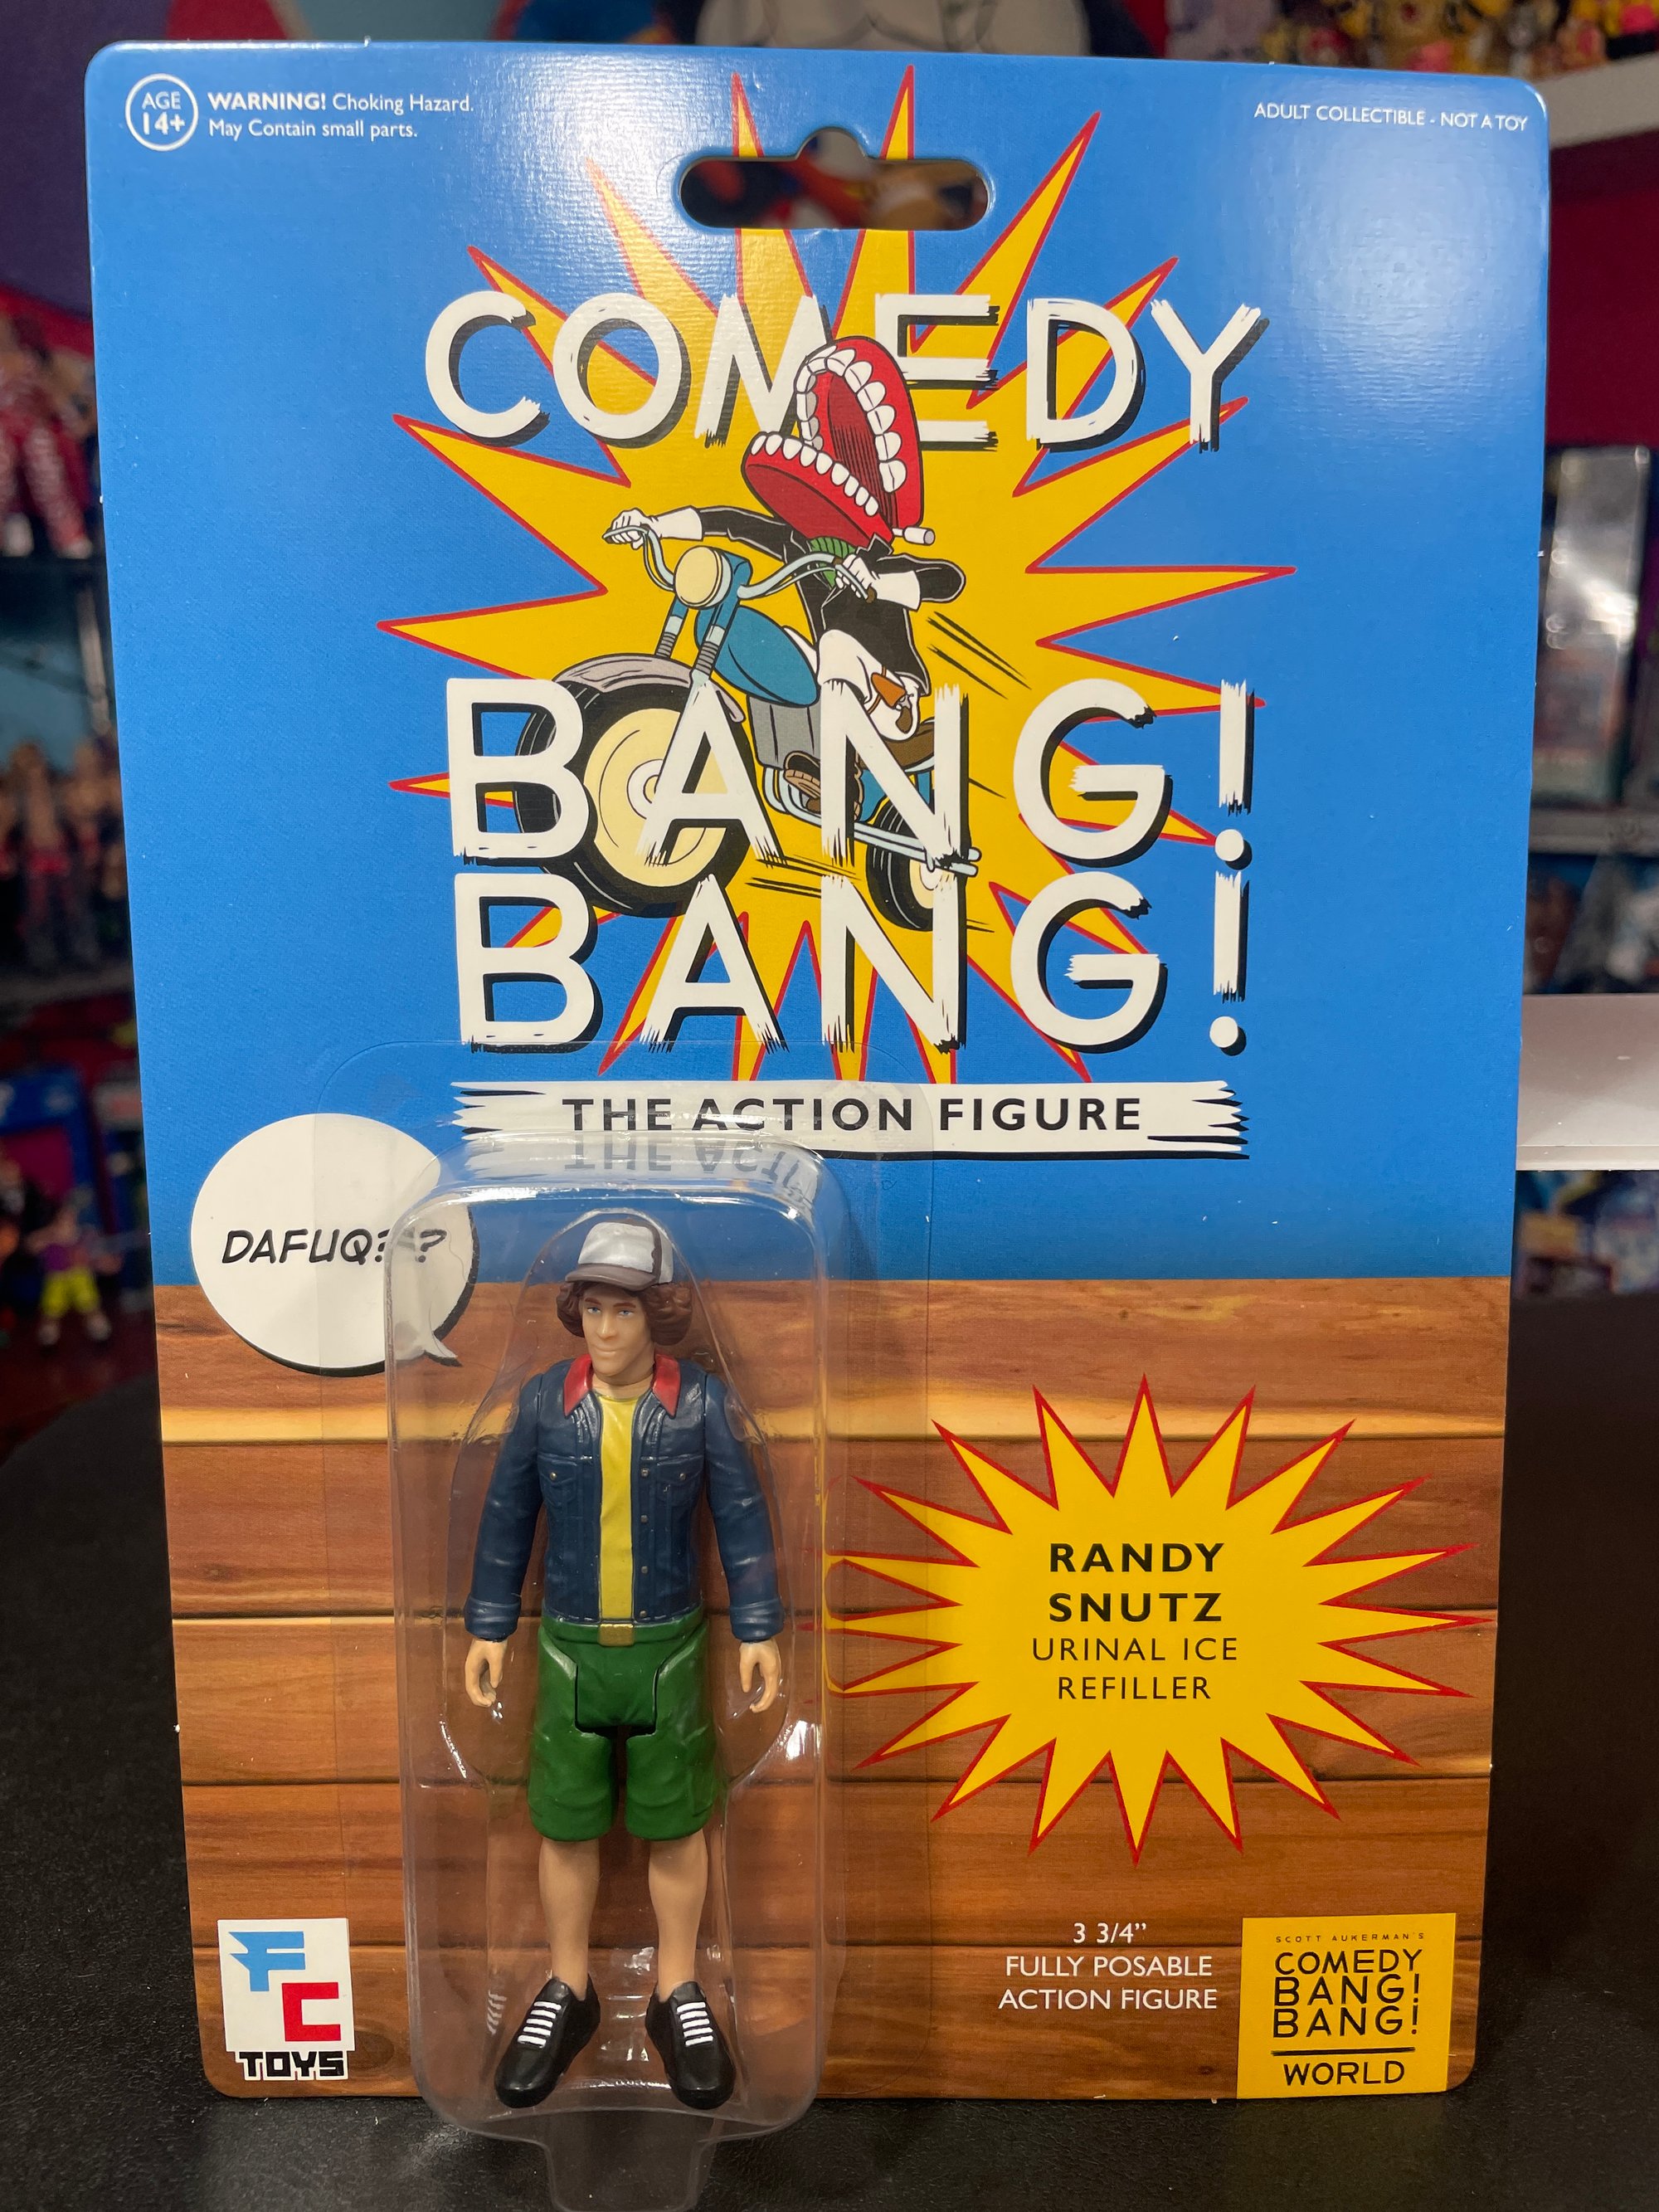 AGE
14+
WARNING! Choking Hazard.
May Contain small parts.
ADULT COLLECTIBLE - NOT A TOY
COMEDY
BANG!
BANG!
THE ACTION FIGURE
DAFUQ???
RANDY
SNUTZ
URINAL ICE
REFILLER
FC
TOYS
3 3/4”
FULLY POSABLE
ACTION FIGURE
SCOTT AUKERMAN'S
COMEDY
BANG!
BANG!
WORLD